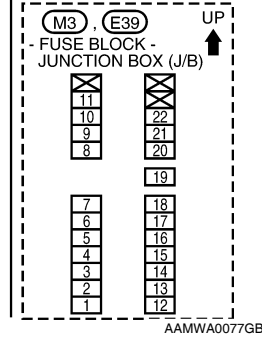 M3 , E39
UP
- FUSE BLOCK -
JUNCTION BOX (J/B)
11
10 22
9 21
8 20
19
7 18
6 17
5 16
4 15
3 14
2 13
1 12
AAMWA0077GB